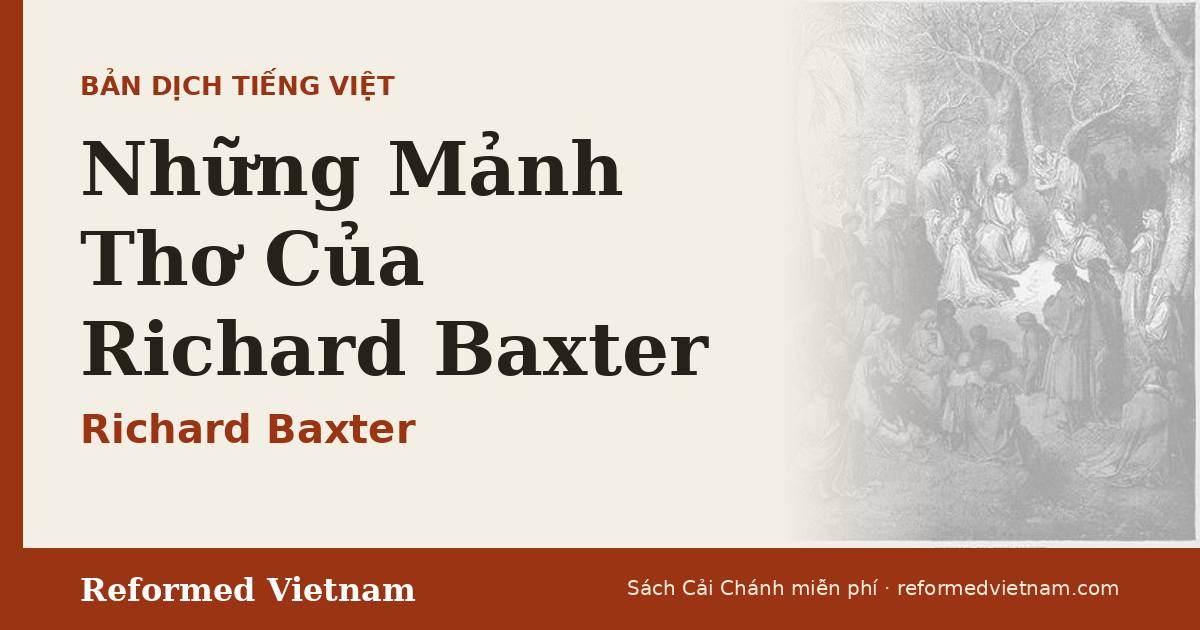 BẢN DỊCH TIẾNG VIỆT
Những Mảnh
Thơ Của
Richard Baxter
Richard Baxter
Reformed Vietnam
Sách Cải Chánh miễn phí · reformedvietnam.com